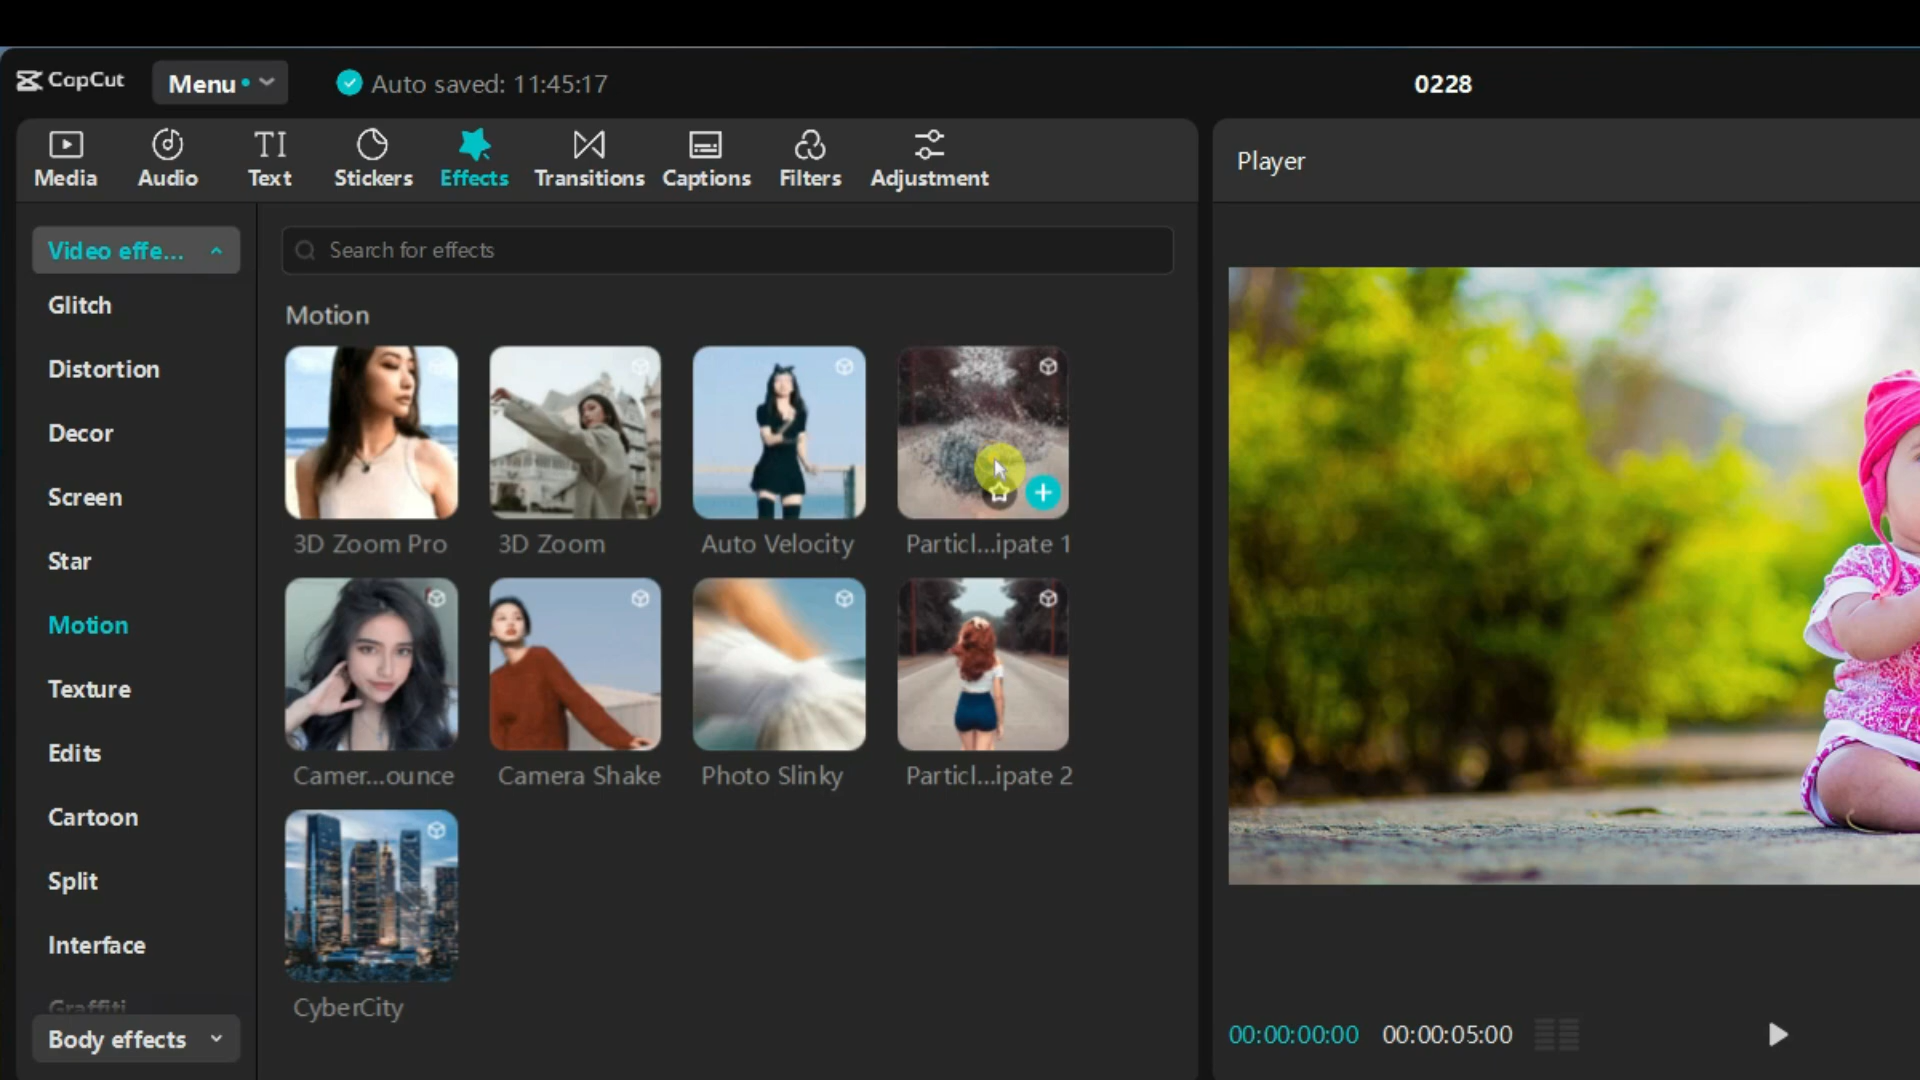 CapCut
Menu
Auto saved: 11:45:17
0228
Media
Audio
TI
Text
Stickers
Effects
Transitions
Captions
Filters
Adjustment
Player
Video effe...
Search for effects
Glitch
Distortion
Decor
Screen
Star
Motion
Texture
Edits
Cartoon
Split
Interface
Graffiti
Body effects
Motion
3D Zoom Pro
3D Zoom
Auto Velocity
Particl...ipate 1
Camer...ounce
Camera Shake
Photo Slinky
Particl...ipate 2
CyberCity
00:00:00:00
00:00:05:00